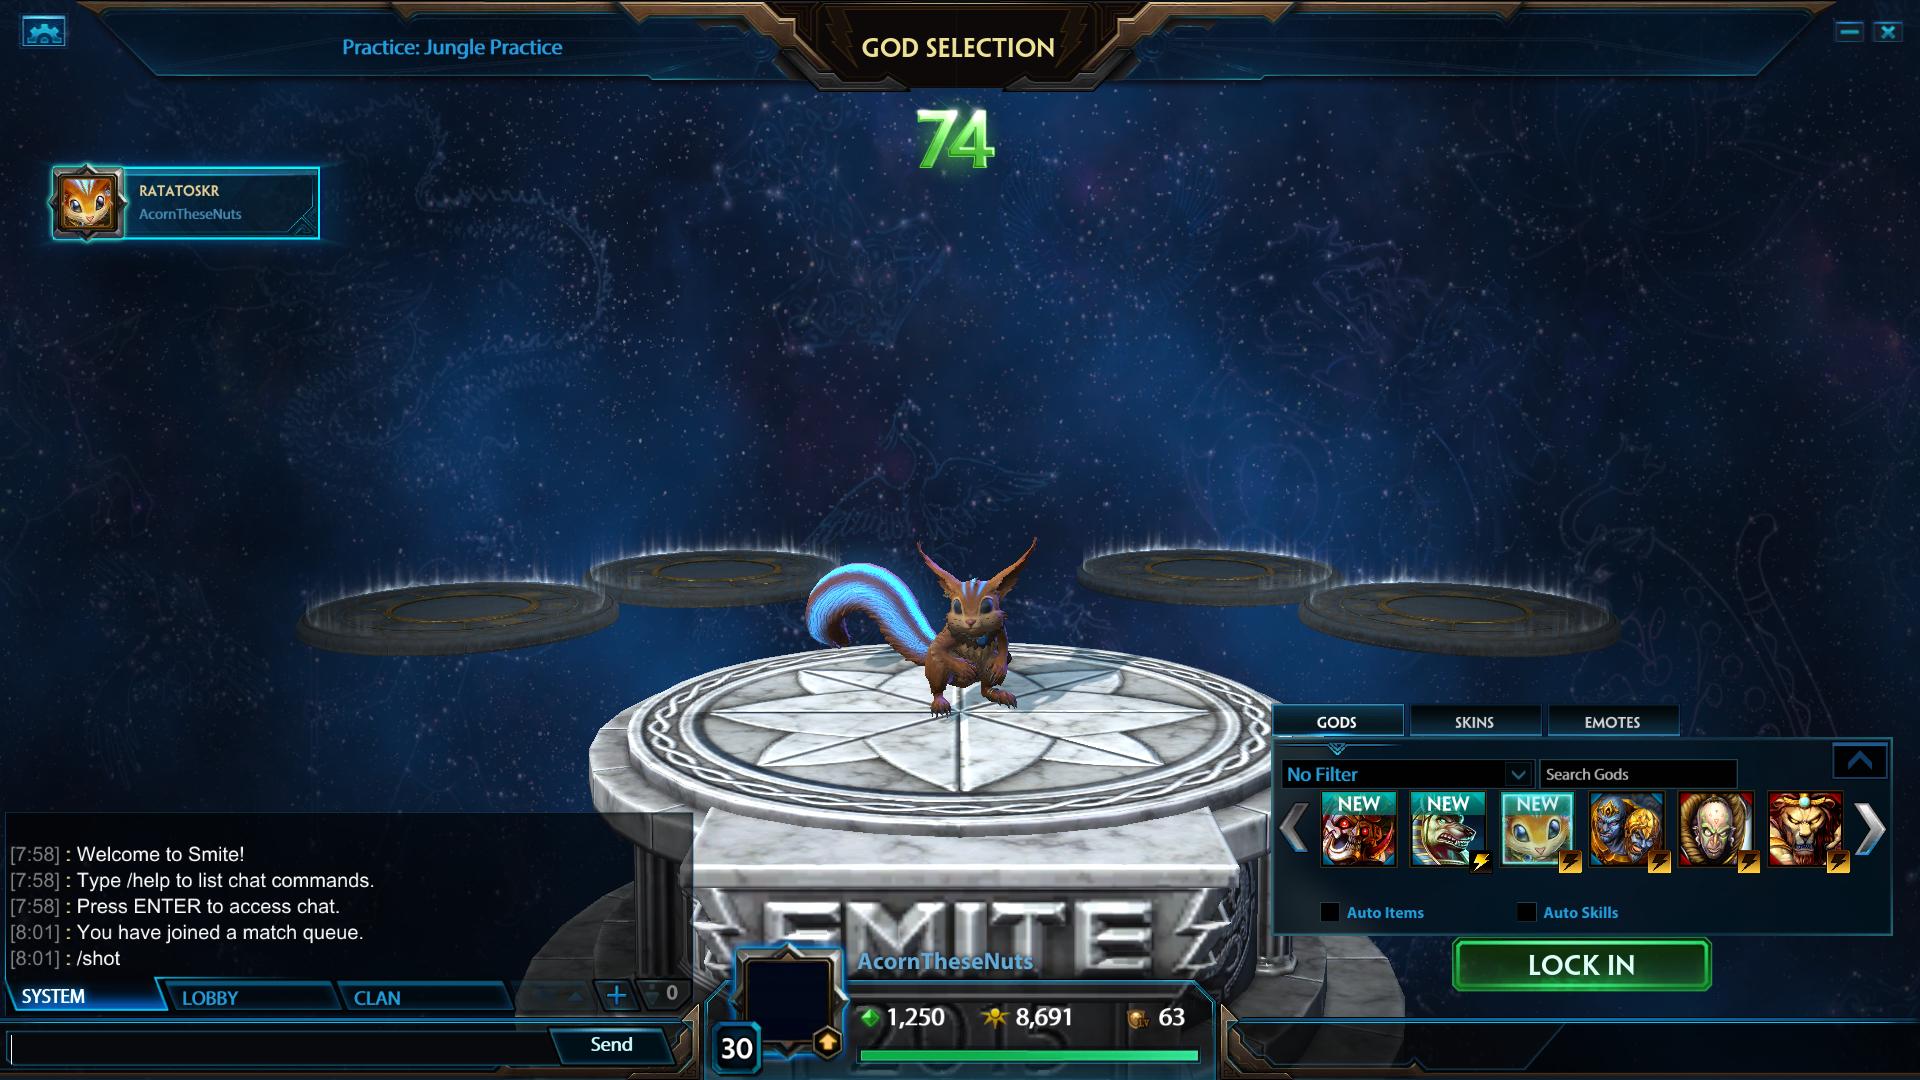 Practice: Jungle Practice
GOD SELECTION
74
RATATOSKR
AcornTheseNuts
GODS
SKINS
EMOTES
No Filter
Search Gods
NEW
NEW
NEW
Auto Items
Auto Skills
LOCK IN
[7:58] : Welcome to Smite!
[7:58] : Type /help to list chat commands.
[7:58] : Press ENTER to access chat.
[8:01] : You have joined a match queue.
[8:01] : /shot
SYSTEM
LOBBY
CLAN
0
Send
SMITE
AcornTheseNuts
1,250
8,691
63
30